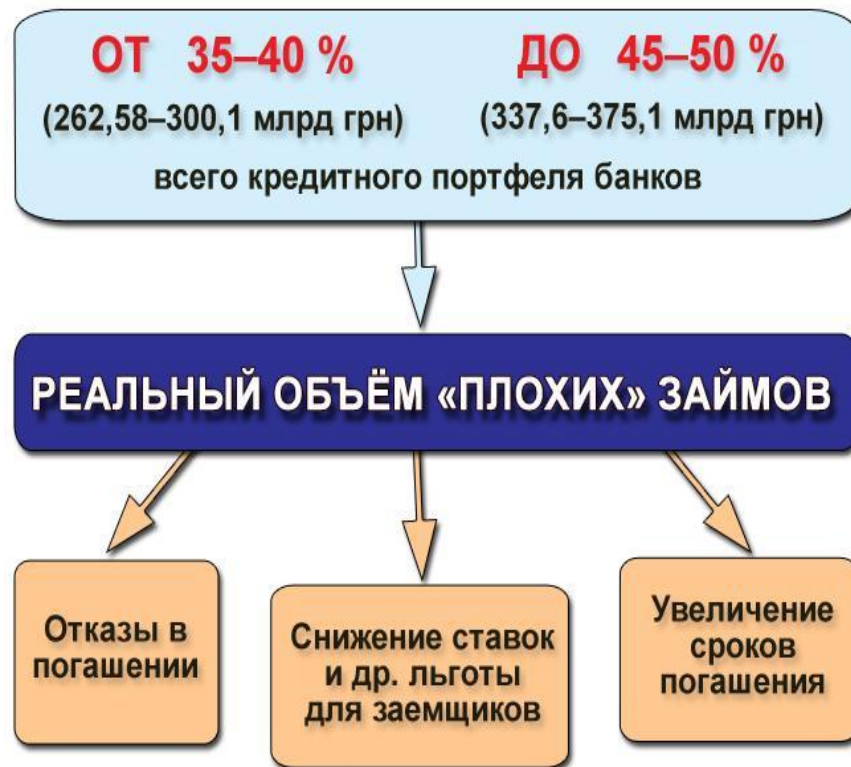 ОТ 35–40 % ДО 45–50 %
(262,58–300,1 млрд грн) (337,6–375,1 млрд грн)
всего кредитного портфеля банков
РЕАЛЬНЫЙ ОБЪЁМ «ПЛОХИХ» ЗАЙМОВ
Отказы в
погашении
Снижение ставок
и др. льготы
для заемщиков
Увеличение
сроков
погашения